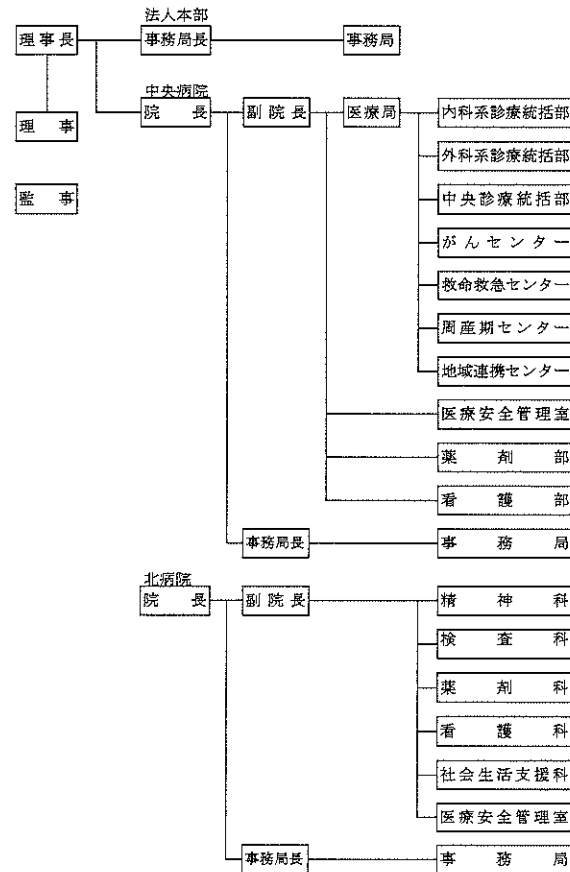 法人本部
理事長 事務局長 事務局
中央病院
院長 副院長 医療局 内科系診療統括部
理事
外科系診療統括部
監事 中央診療統括部
がんセンター
救命救急センター
周産期センター
地域連携センター
医療安全管理室
薬剤部
看護部
事務局長 事務局
北病院
院長 副院長 精神科
検査科
薬剤科
看護科
社会生活支援科
医療安全管理室
事務局長 事務局